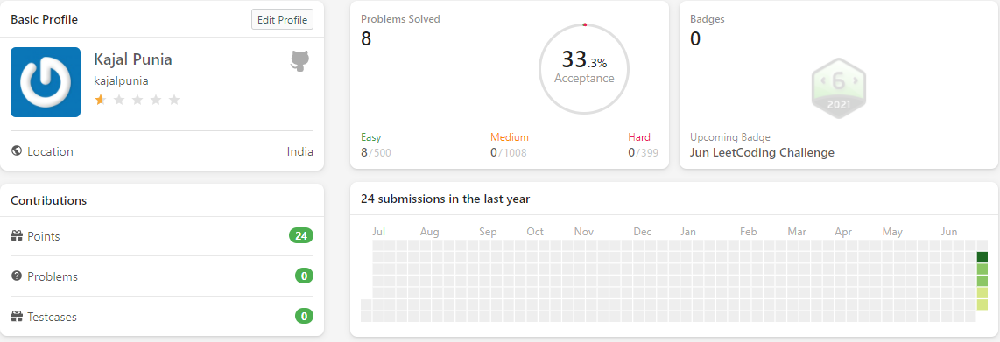 Basic Profile
Edit Profile
Kajal Punia
kajalpunia
Location
India
Contributions
Points
24
Problems
0
Testcases
0
Problems Solved
8
33.3%
Acceptance
Easy
8/500
Medium
0/1008
Hard
0/399
Badges
0
6
2021
Upcoming Badge
Jun LeetCoding Challenge
24 submissions in the last year
Jul Aug Sep Oct Nov Dec Jan Feb Mar Apr May Jun